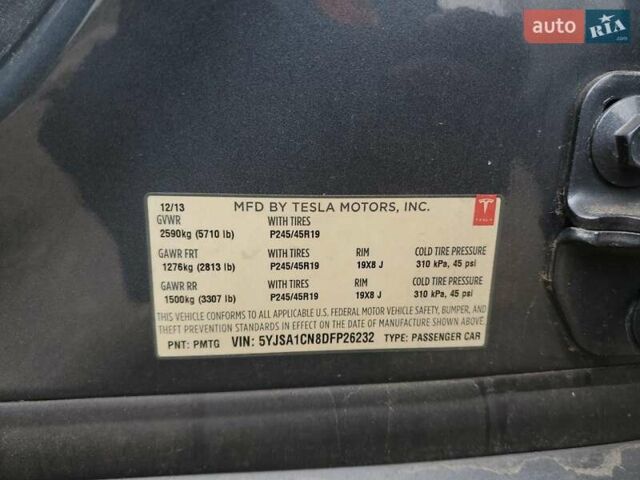 auto RIA .com
12/13 MFD BY TESLA MOTORS, INC. TESLA
GVWR WITH TIRES
2590kg (5710 lb) P245/45R19
GAWR FRT WITH TIRES RIM COLD TIRE PRESSURE
1276kg (2813 lb) P245/45R19 19X8 J 310 kPa, 45 psi
GAWR RR WITH TIRES RIM COLD TIRE PRESSURE
1500kg (3307 lb) P245/45R19 19X8 J 310 kPa, 45 psi
THIS VEHICLE CONFORMS TO ALL APPLICABLE U.S. FEDERAL MOTOR VEHICLE SAFETY, BUMPER, AND
THEFT PREVENTION STANDARDS IN EFFECT ON THE DATE OF MANUFACTURE SHOWN ABOVE.
PNT: PMTG VIN: 5YJSA1CN8DFP26232 TYPE: PASSENGER CAR